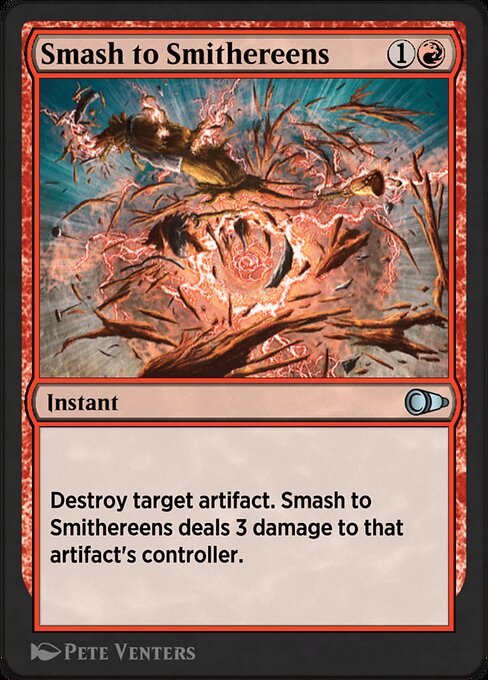 Smash to Smithereens 1
Instant
Destroy target artifact. Smash to
Smithereens deals 3 damage to that
artifact's controller.
Pete Venters